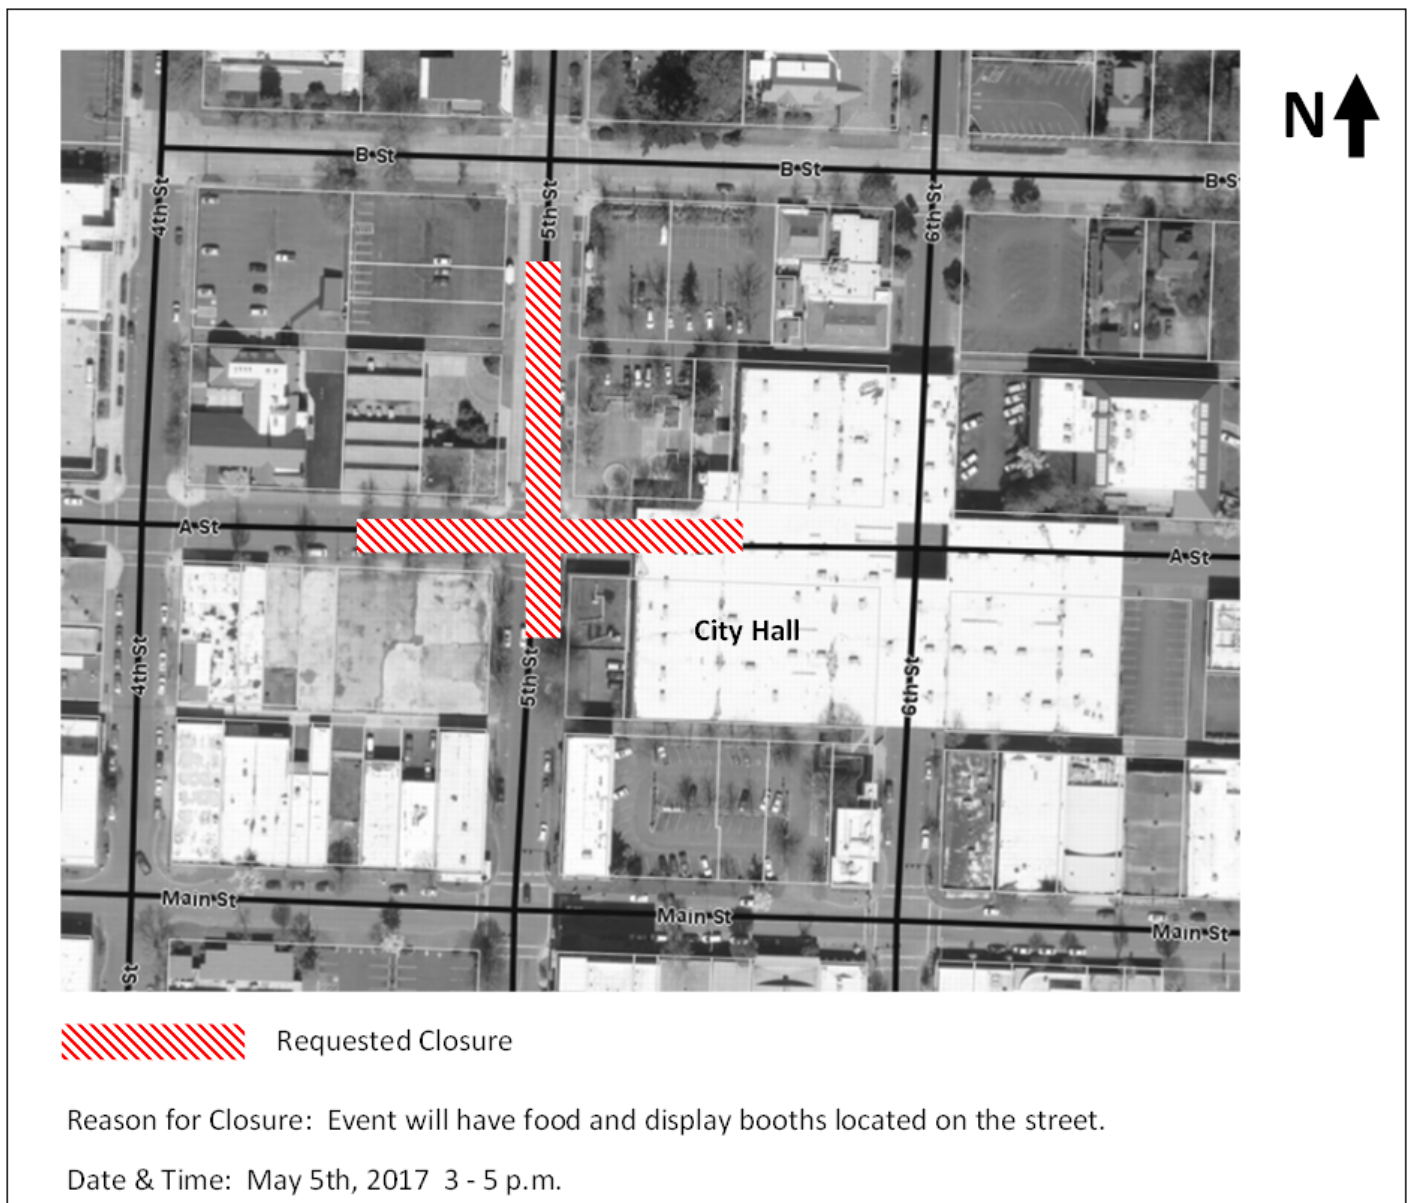 N
B St
B St
B St
4th St
5th St
6th St
A St
A St
City Hall
4th St
5th St
6th St
Main St
Main St
Main St
St
Requested Closure
Reason for Closure: Event will have food and display booths located on the street.
Date & Time: May 5th, 2017 3 - 5 p.m.